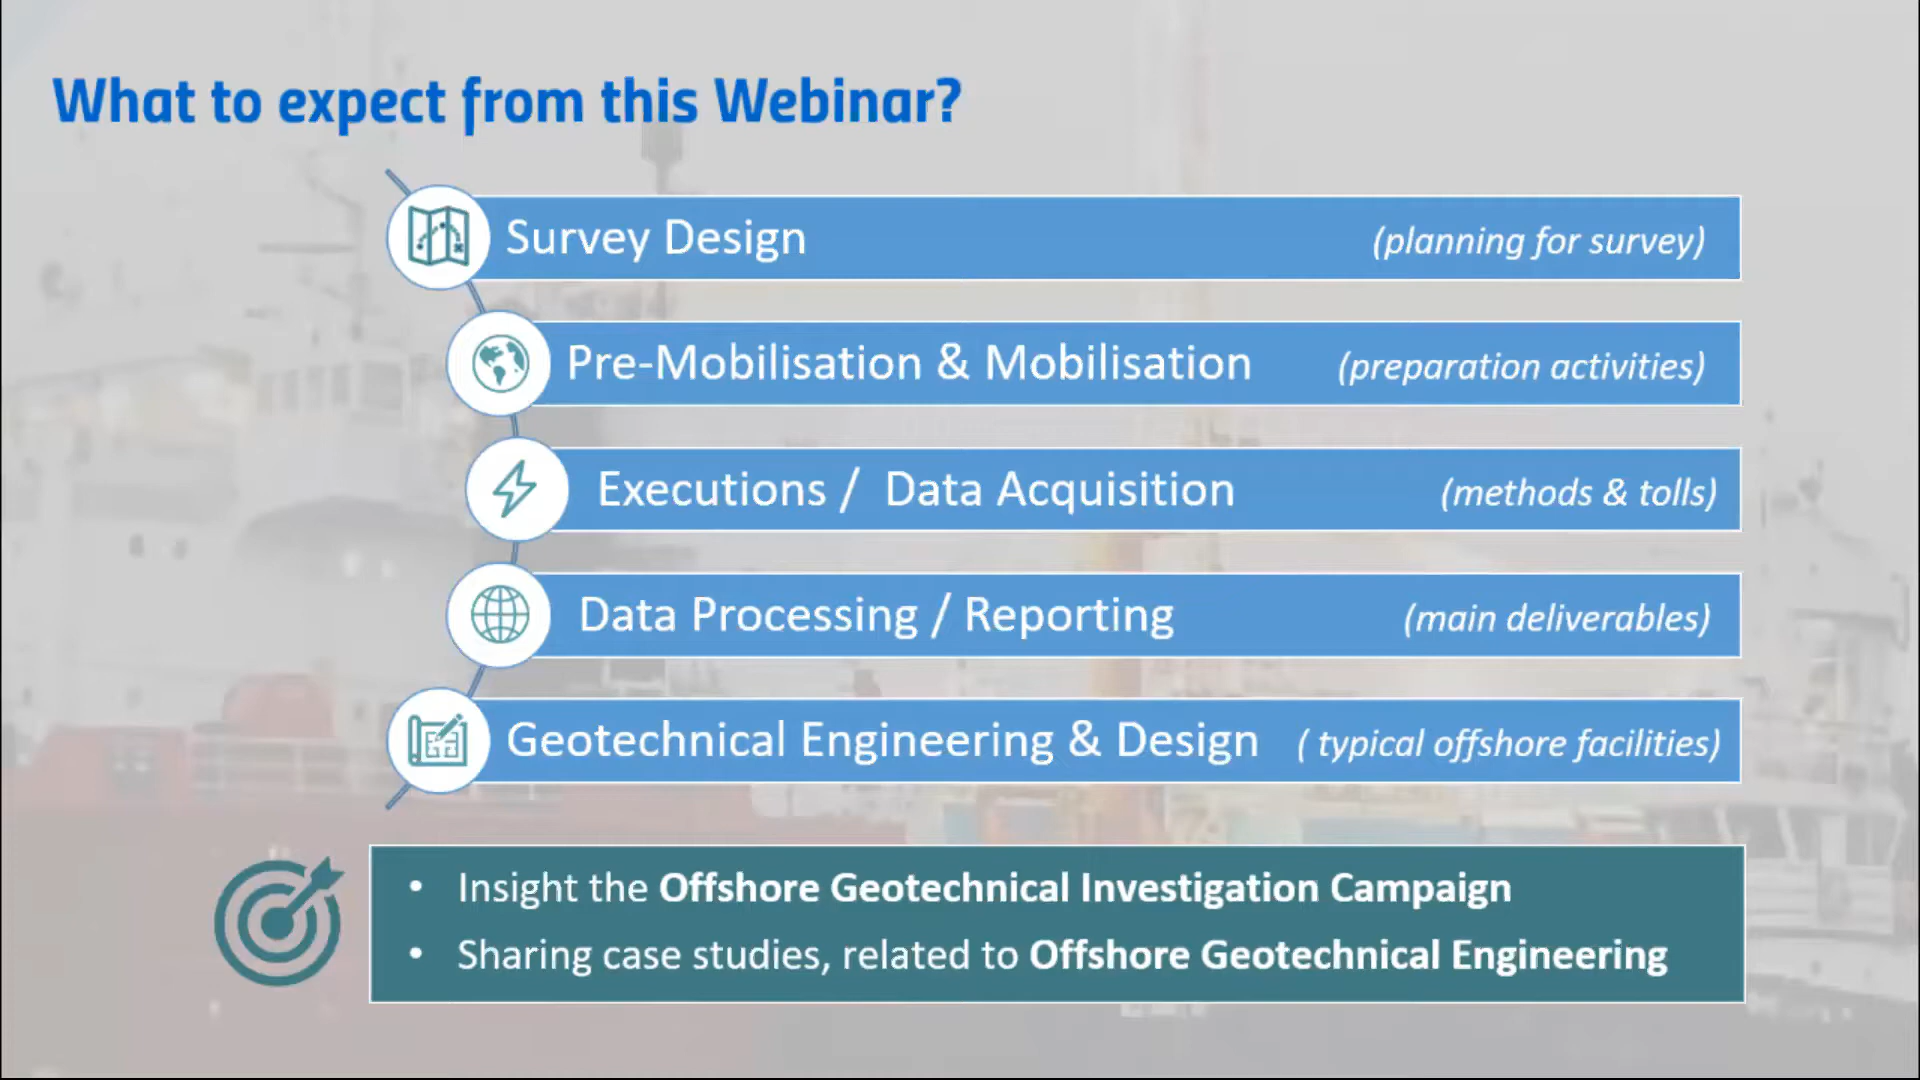 What to expect from this Webinar?
Survey Design (planning for survey)
Pre-Mobilisation & Mobilisation (preparation activities)
Executions / Data Acquisition (methods & tolls)
Data Processing / Reporting (main deliverables)
Geotechnical Engineering & Design ( typical offshore facilities)
• Insight the Offshore Geotechnical Investigation Campaign
• Sharing case studies, related to Offshore Geotechnical Engineering